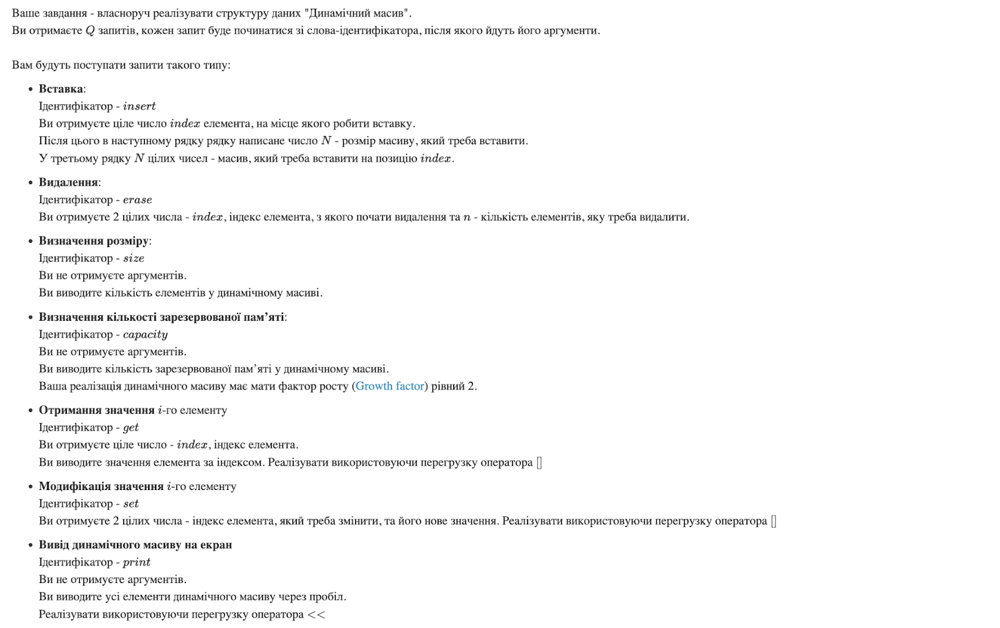 Ваше завдання - власноруч реалізувати структуру даних "Динамічний масив".
Ви отримаєте Q запитів, кожен запит буде починатися зі слова-ідентифікатора, після якого йдуть його аргументи.
Вам будуть поступати запити такого типу:
• Вставка:
Ідентифікатор - insert
Ви отримуєте ціле число index елемента, на місце якого робити вставку.
Після цього в наступному рядку рядку написане число N - розмір масиву, який треба вставити.
У третьому рядку N цілих чисел - масив, який треба вставити на позицію index.
• Видалення:
Ідентифікатор - erase
Ви отримуєте 2 цілих числа - index, індекс елемента, з якого почати видалення та n - кількість елементів, яку треба видалити.
• Визначення розміру:
Ідентифікатор - size
Ви не отримуєте аргументів.
Ви виводите кількість елементів у динамічному масиві.
• Визначення кількості зарезервованої пам’яті:
Ідентифікатор - capacity
Ви не отримуєте аргументів.
Ви виводите кількість зарезервованої пам’яті у динамічному масиві.
Ваша реалізація динамічного масиву має мати фактор росту (Growth factor) рівний 2.
• Отримання значення i-го елементу
Ідентифікатор - get
Ви отримуєте ціле число - index, індекс елемента.
Ви виводите значення елемента за індексом. Реалізувати використовуючи перегрузку оператора []
• Модифікація значення i-го елементу
Ідентифікатор - set
Ви отримуєте 2 цілих числа - індекс елемента, який треба змінити, та його нове значення. Реалізувати використовуючи перегрузку оператора []
• Вивід динамічного масиву на екран
Ідентифікатор - print
Ви не отримуєте аргументів.
Ви виводите усі елементи динамічного масиву через пробіл.
Реалізувати використовуючи перегрузку оператора <<